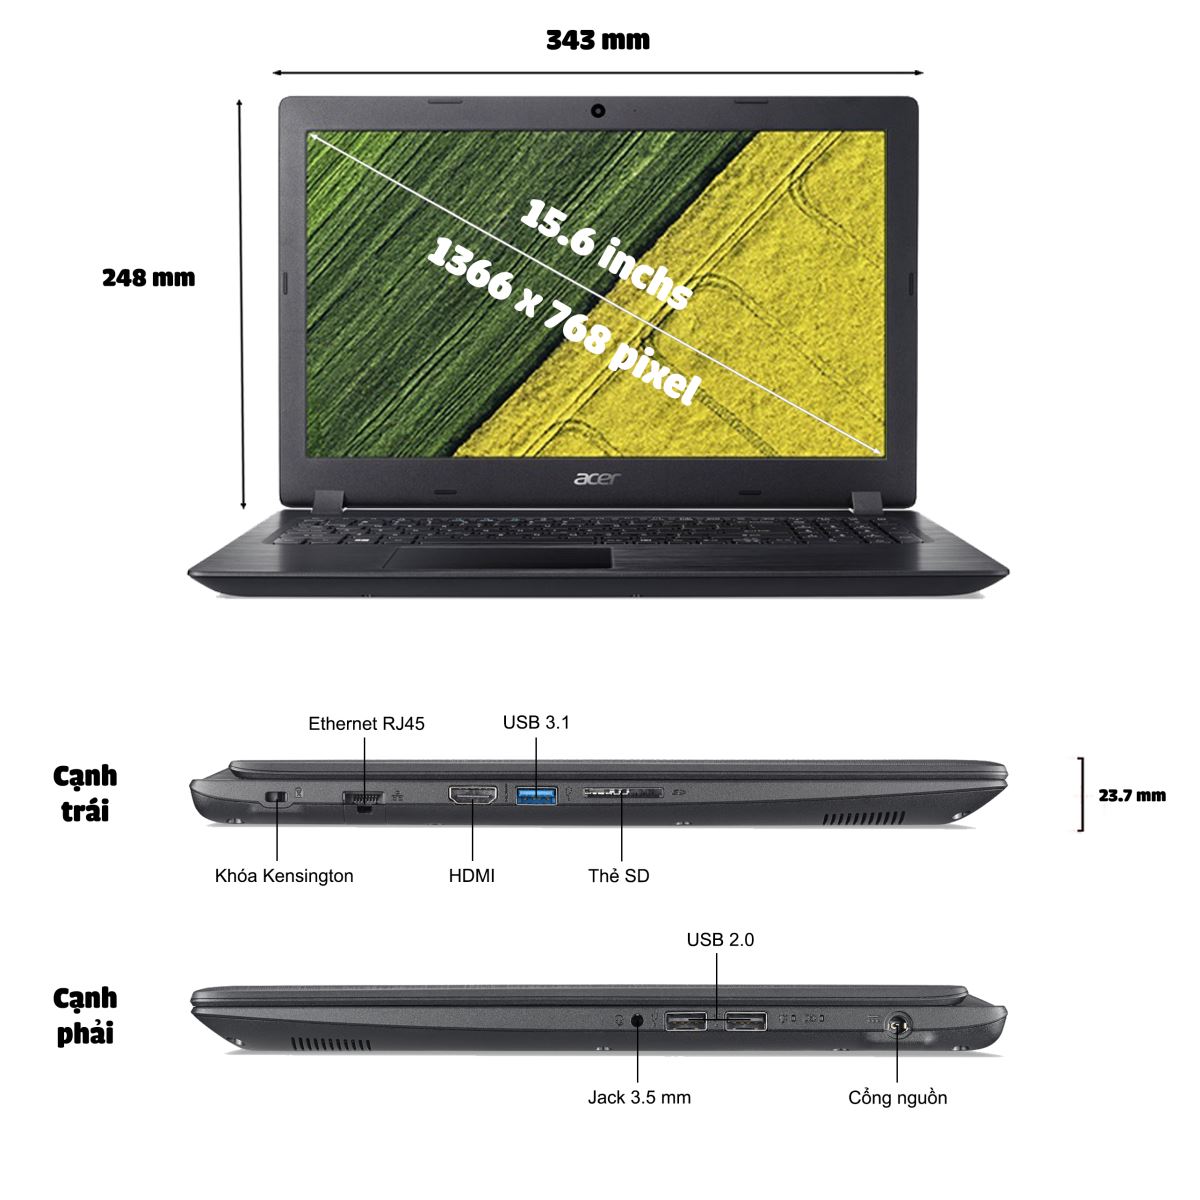 343 mm
248 mm
15.6 inchs
1366 x 768 pixel
acer
Ethernet RJ45
USB 3.1
Cạnh
trái
23.7 mm
Khóa Kensington
HDMI
Thẻ SD
USB 2.0
Cạnh
phải
Jack 3.5 mm
Cổng nguồn